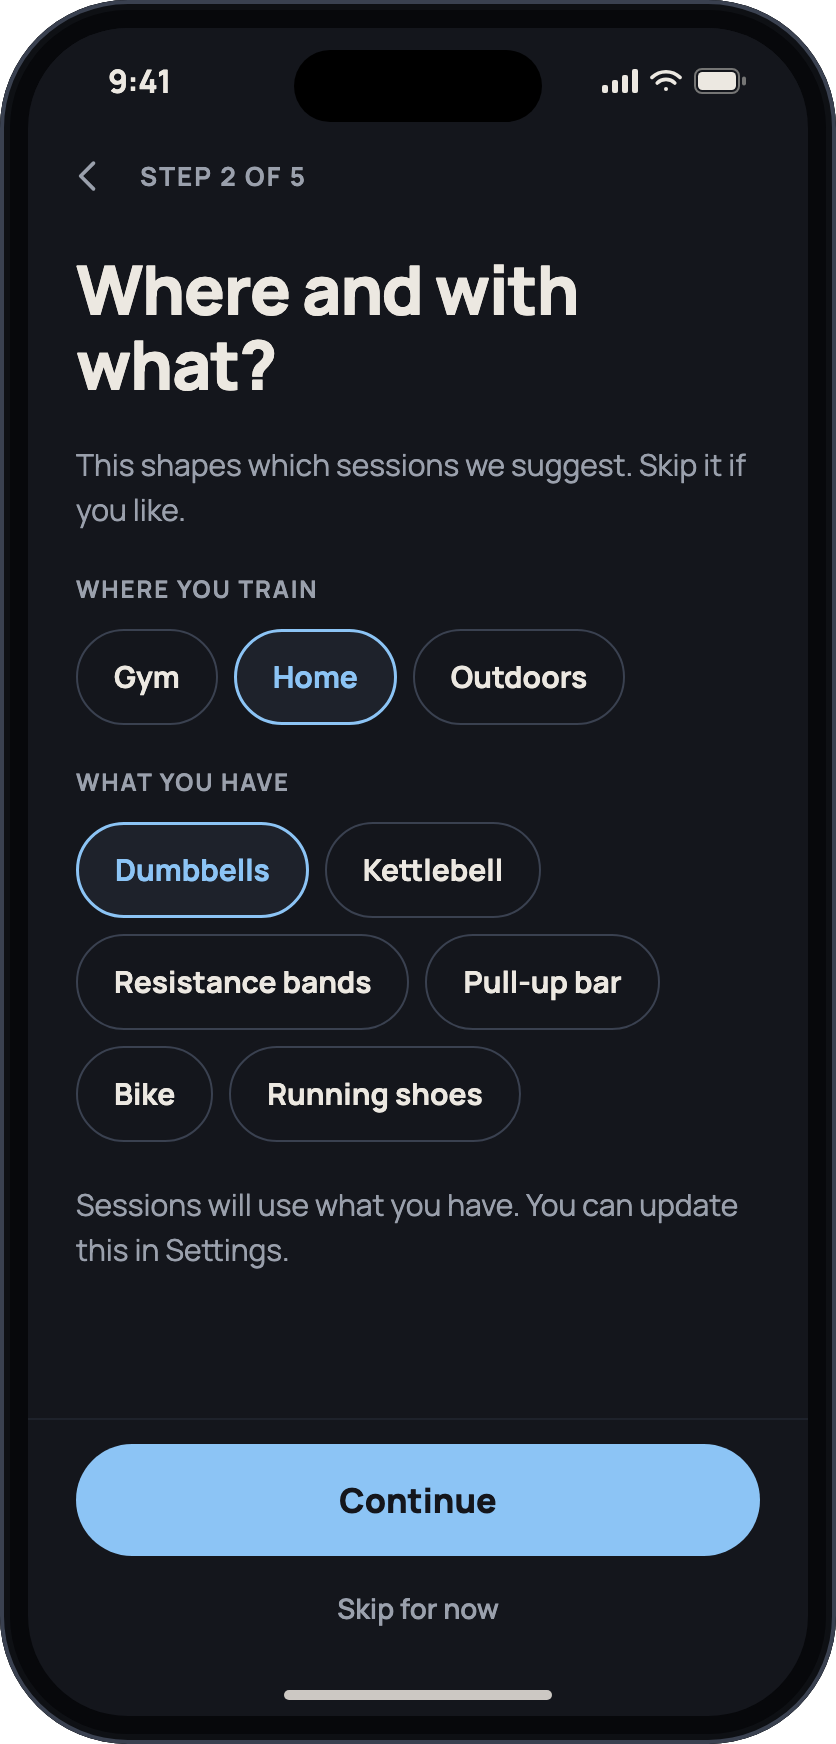 9:41
STEP 2 OF 5
Where and with
what?
This shapes which sessions we suggest. Skip it if
you like.
WHERE YOU TRAIN
Gym Home Outdoors
WHAT YOU HAVE
Dumbbells Kettlebell
Resistance bands Pull-up bar
Bike Running shoes
Sessions will use what you have. You can update
this in Settings.
Continue
Skip for now